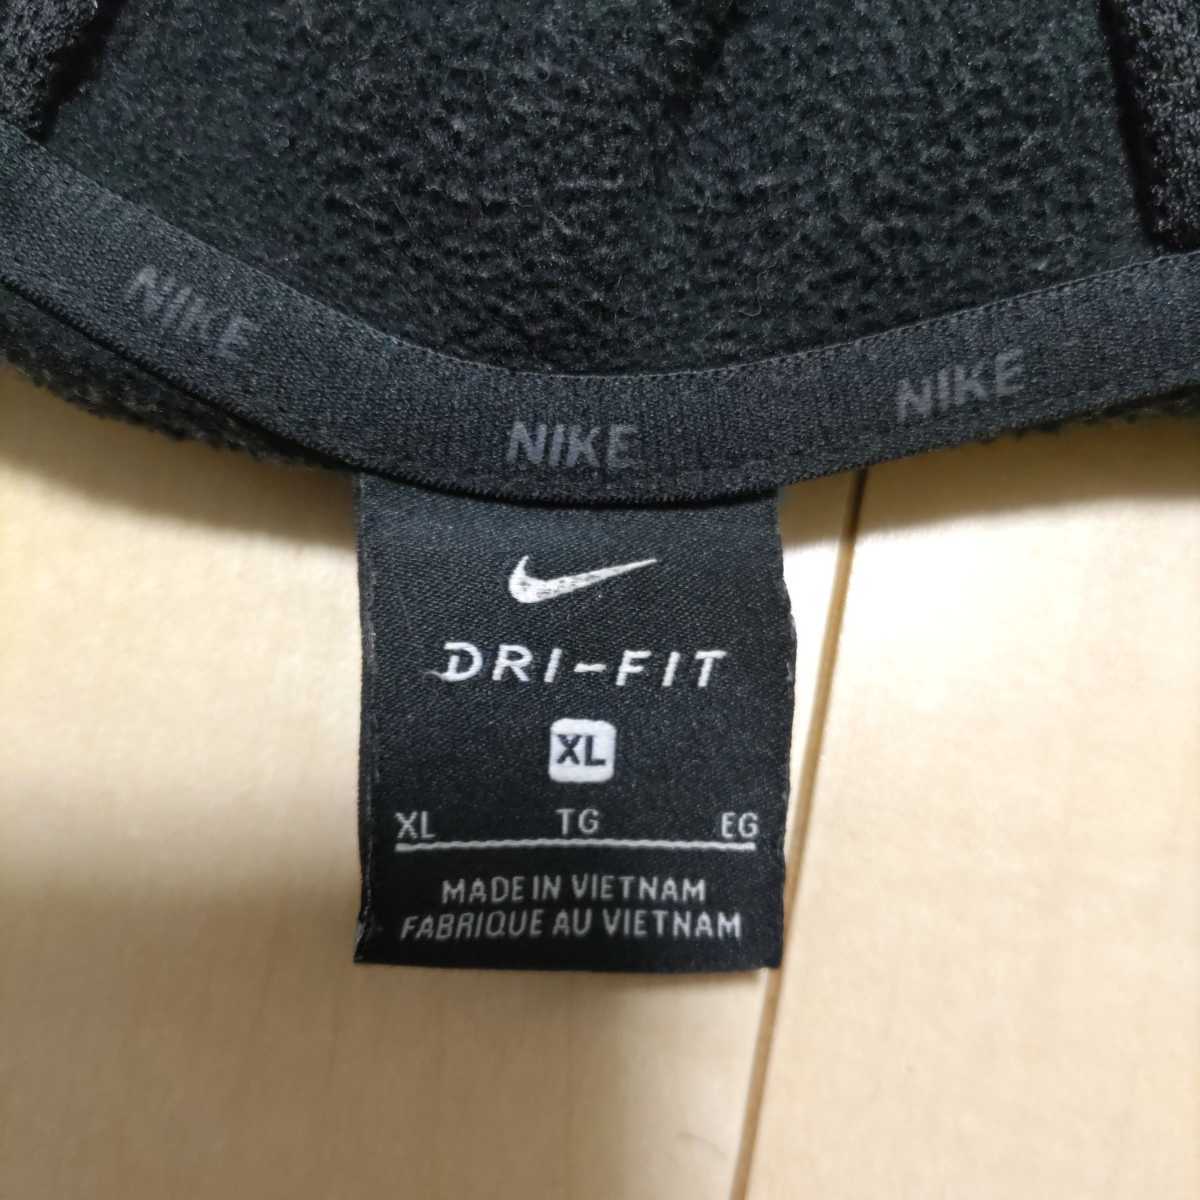 NIKE NIKE NIKE
DRI-FIT
XL
XL TG EG
MADE IN VIETNAM
FABRIQUE AU VIETNAM